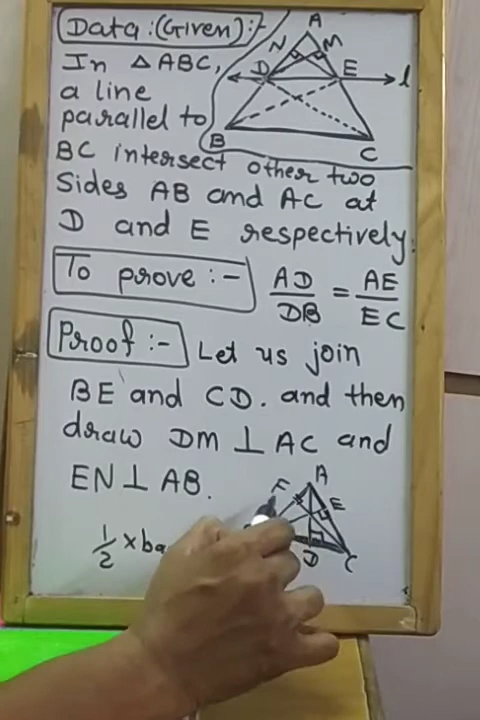 Data:(Given):-
In △ABC,
a line
parallel to
BC intersect other two
Sides AB and AC at
D and E respectively.
A
N M
D E l
B
C
To prove :- AD/DB = AE/EC
Proof :- Let us join
BE and CD. and then
draw DM ⊥ AC and
EN ⊥ AB.
A
F
E
D C
1/2 ×